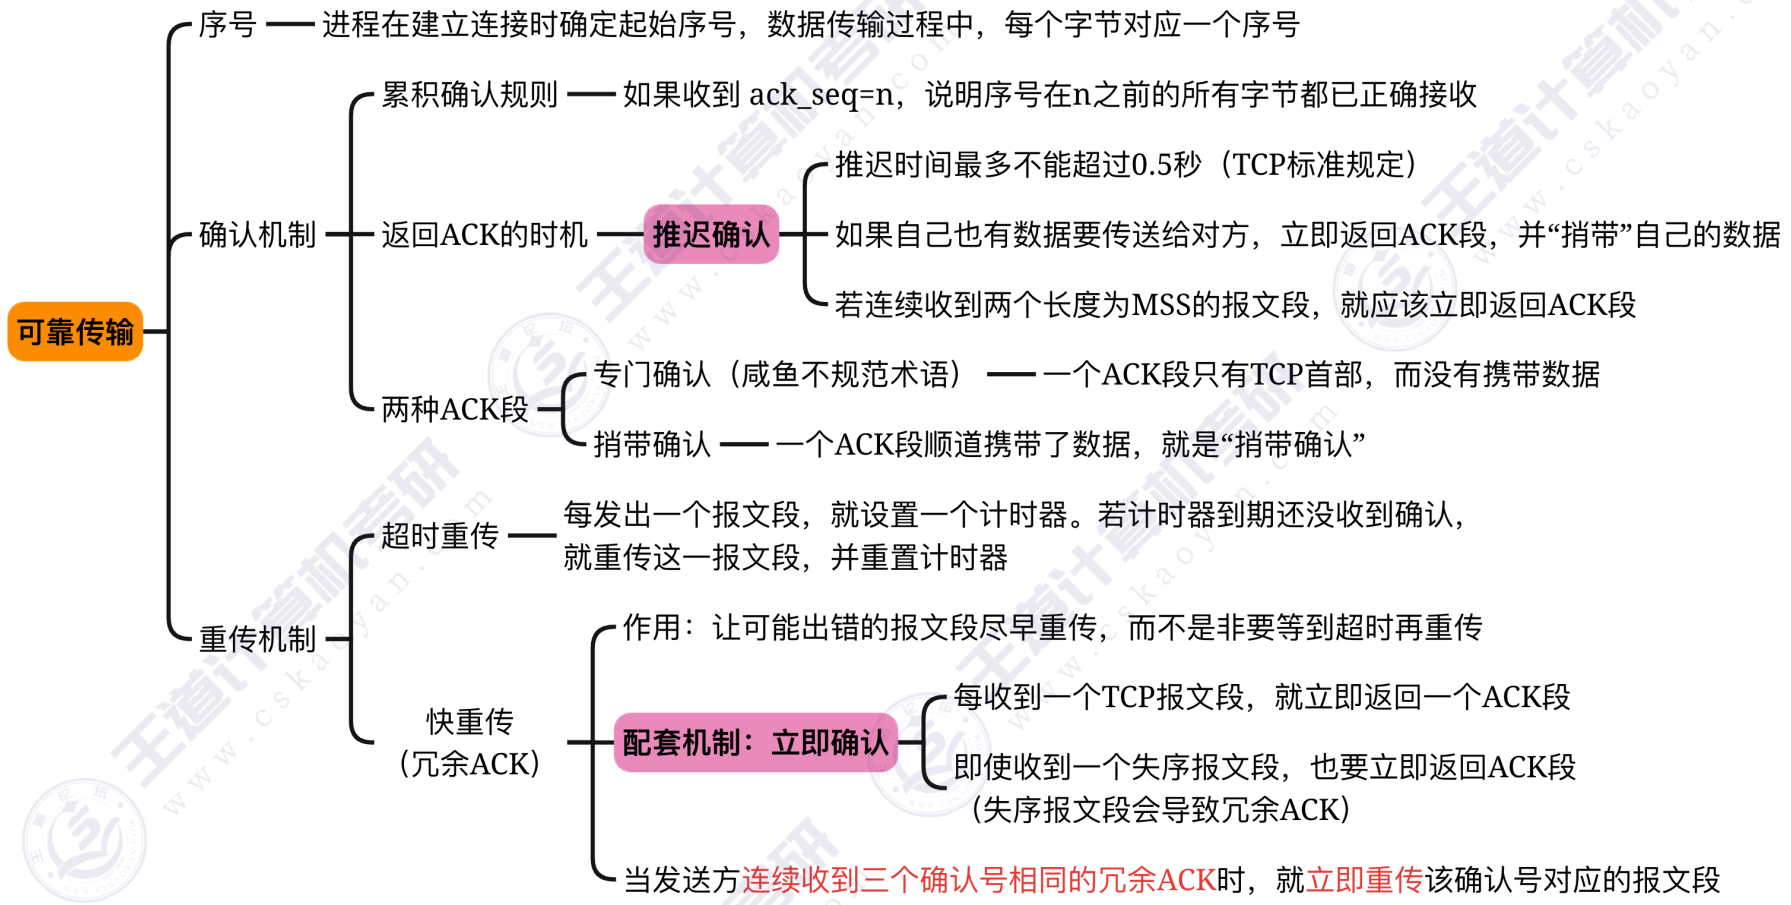 序号
进程在建立连接时确定起始序号，数据传输过程中，每个字节对应一个序号
累积确认规则
如果收到 ack_seq=n，说明序号在n之前的所有字节都已正确接收
推迟时间最多不能超过0.5秒（TCP标准规定）
确认机制
返回ACK的时机
推迟确认
如果自己也有数据要传送给对方，立即返回ACK段，并“捎带”自己的数据
若连续收到两个长度为MSS的报文段，就应该立即返回ACK段
可靠传输
专门确认（咸鱼不规范术语）
一个ACK段只有TCP首部，而没有携带数据
两种ACK段
捎带确认
一个ACK段顺道携带了数据，就是“捎带确认”
超时重传
每发出一个报文段，就设置一个计时器。若计时器到期还没收到确认，
就重传这一报文段，并重置计时器
重传机制
作用：让可能出错的报文段尽早重传，而不是非要等到超时再重传
每收到一个TCP报文段，就立即返回一个ACK段
快重传
（冗余ACK）
配套机制：立即确认
即使收到一个失序报文段，也要立即返回ACK段
（失序报文段会导致冗余ACK）
当发送方连续收到三个确认号相同的冗余ACK时，就立即重传该确认号对应的报文段
王道计算机考研
www.cskaoyan.com